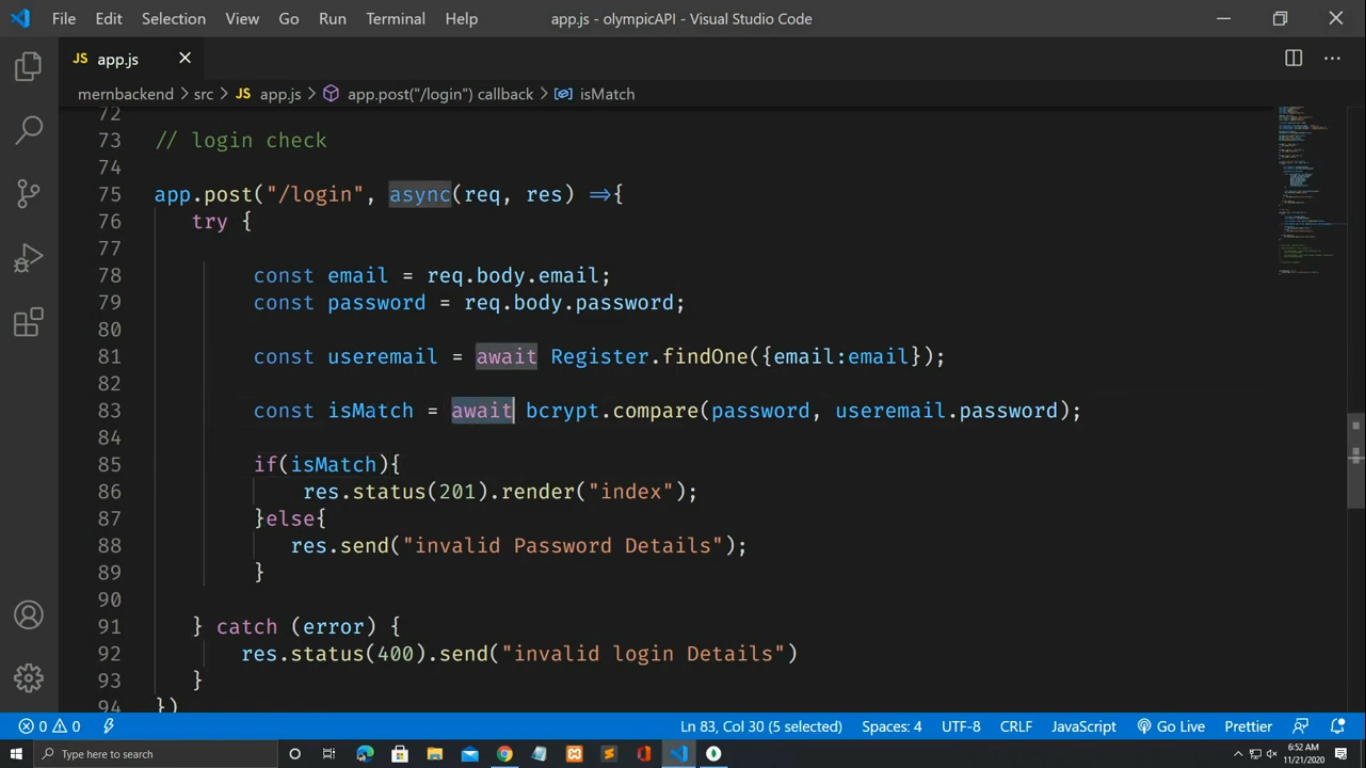 File Edit Selection View Go Run Terminal Help app.js - olympicAPI - Visual Studio Code
JS app.js
mernbackend > src > JS app.js > app.post("/login") callback > isMatch
72
73 // login check
74
75 app.post("/login", async(req, res) =>{
76 try {
77
78 const email = req.body.email;
79 const password = req.body.password;
80
81 const useremail = await Register.findOne({email:email});
82
83 const isMatch = await bcrypt.compare(password, useremail.password);
84
85 if(isMatch){
86 res.status(201).render("index");
87 }else{
88 res.send("invalid Password Details");
89 }
90
91 } catch (error) {
92 res.status(400).send("invalid login Details")
93 }
94 })
0 0 Ln 83, Col 30 (5 selected) Spaces: 4 UTF-8 CRLF JavaScript Go Live Prettier
Type here to search 6:52 AM
11/21/2020